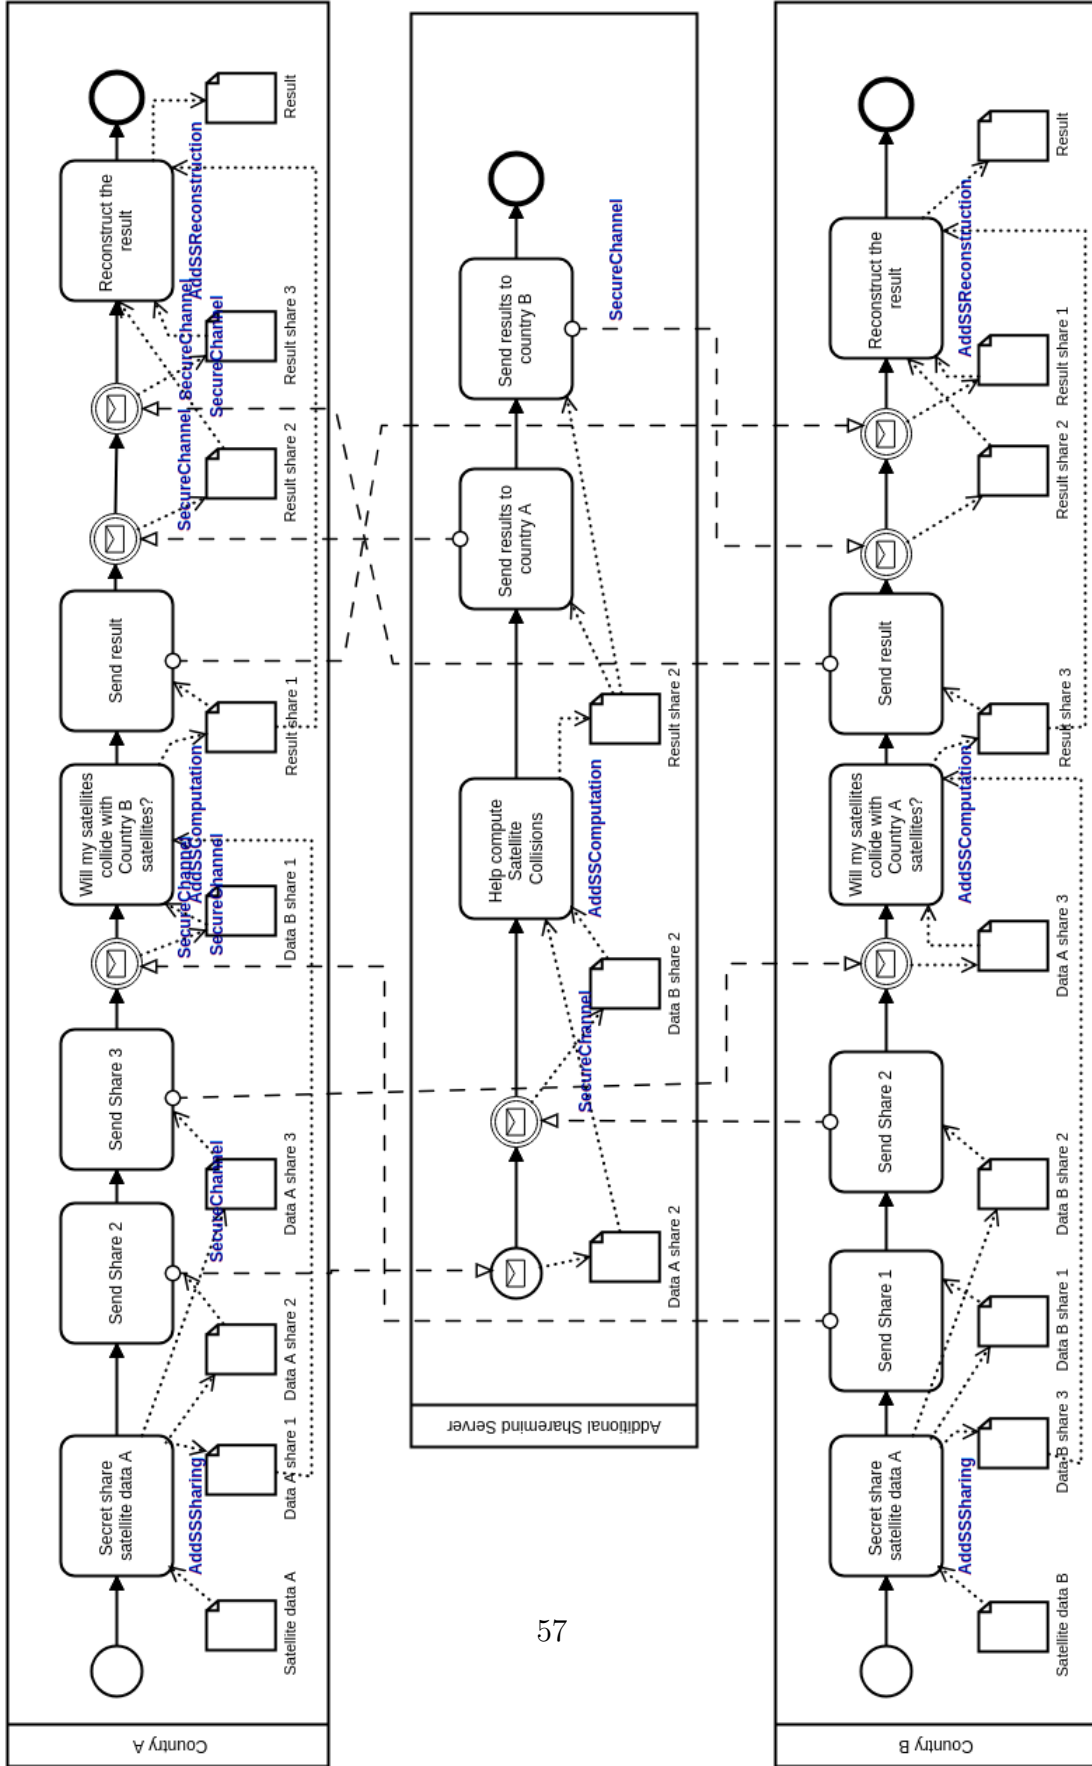 Country A
Satellite data A
Secret share
satellite data A
AddSSSharing
Data A share 1
Data A share 2
Data A share 3
Send Share 2
SecureChannel
Send Share 3
SecureChannel
SecureChannel
Data B share 1
Will my satellites
collide with
Country B
satellites?
AddSSComputation
Result share 1
Send result
SecureChannel
Result share 2
SecureChannel
SecureChannel
Result share 3
Reconstruct the
result
AddSSReconstruction
Result
Additional Sharemind Server
Data A share 2
SecureChannel
Data B share 2
Help compute
Satellite
Collisions
AddSSComputation
Result share 2
Send results to
country A
Send results to
country B
SecureChannel
Country B
Satellite data B
Secret share
satellite data A
AddSSSharing
Data B share 3
Data B share 1
Data B share 2
Send Share 1
Send Share 2
Data A share 3
Will my satellites
collide with
Country A
satellites?
AddSSComputation
Result share 3
Send result
Result share 2
Result share 1
Reconstruct the
result
AddSSReconstruction
Result
57